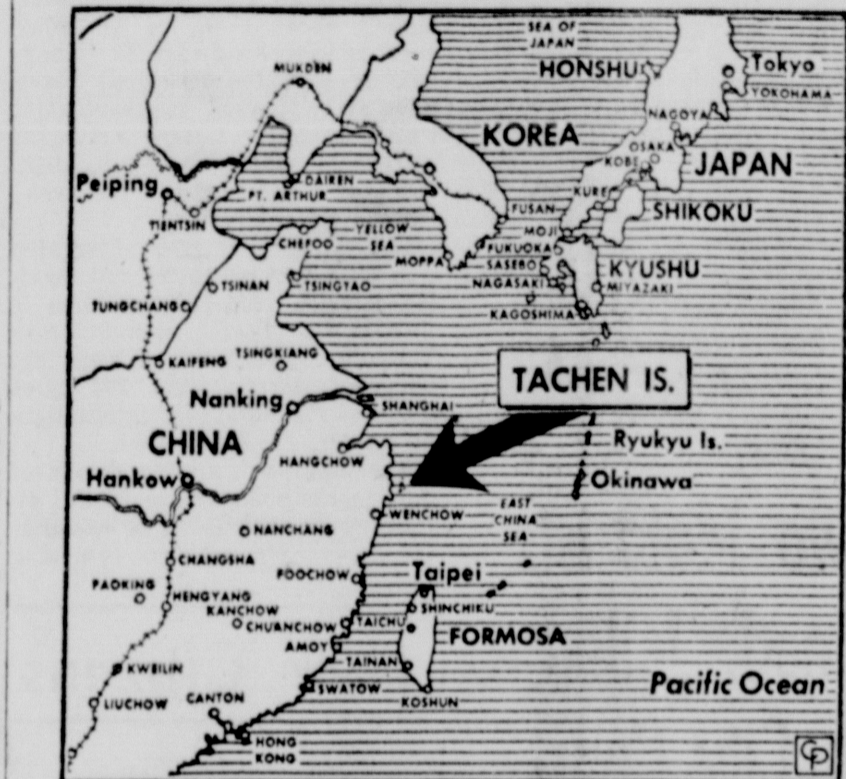 SEA OF
JAPAN
HONSHU
Tokyo
YOKOHAMA
MUKDEN
NAGOYA
KOREA
OSAKA
KOBE
JAPAN
Peiping
DAIREN
PT. ARTHUR
KURE
TIENTSIN
FUSAN
SHIKOKU
CHEFOO
YELLOW
SEA
MOJI
FUKUOKA
MOPPA
SASEBO
KYUSHU
TSINAN
TSINGTAO
NAGASAKI
MIYAZAKI
TUNGCHANG
KAGOSHIMA
KAIFENG
TSINGKIANG
TACHEN IS.
Nanking
SHANGHAI
CHINA
HANGCHOW
Ryukyu Is.
Hankow
Okinawa
EAST
CHINA
SEA
WENCHOW
NANCHANG
CHANGSHA
FOOCHOW
Taipei
PAOKING
HENGYANG
SHINCHIKU
KANCHOW
CHUANCHOW
TAICHU
FORMOSA
AMOY
TAINAN
KWEILIN
Pacific Ocean
SWATOW
KOSHUN
LIUCHOW
CANTON
HONG
KONG
CP